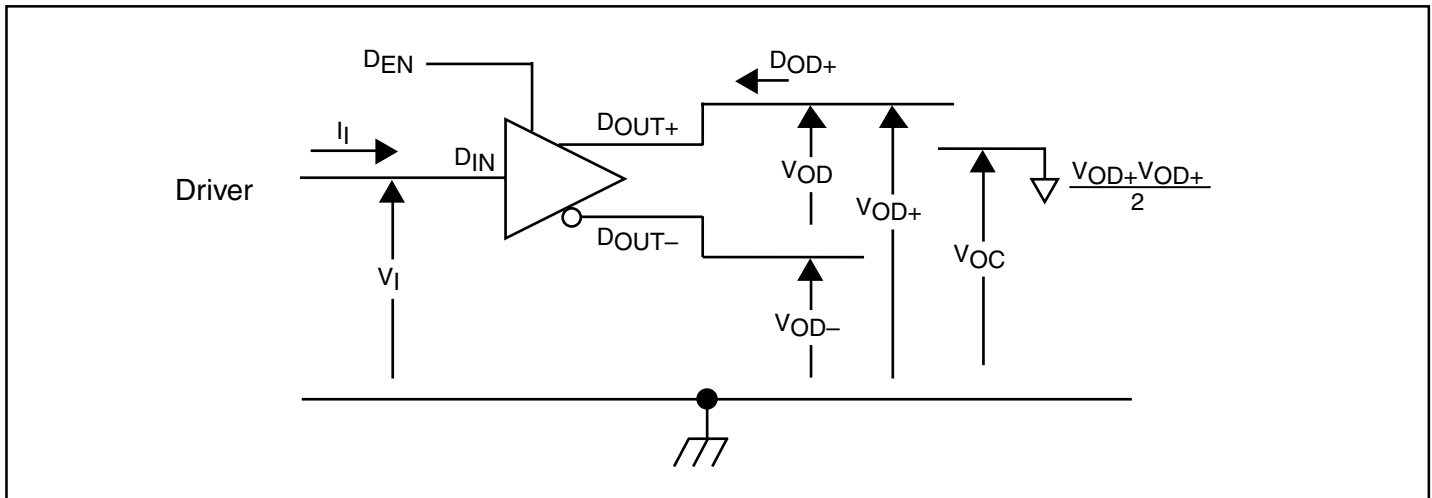 DEN
DOD+
II
DOUT+
DIN
VOD
VOD+VOD+
2
Driver
VOD+
DOUT–
VOC
VI
VOD–